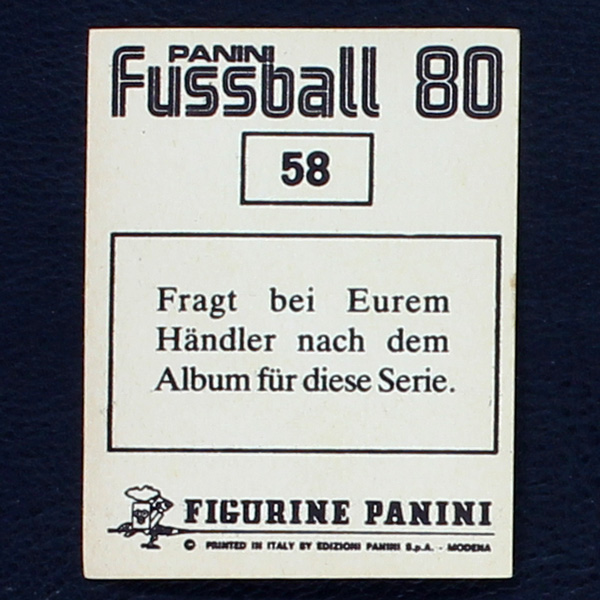 PANINI
Fussball 80
58
Fragt bei Eurem
Händler nach dem
Album für diese Serie.
FIGURINE PANINI
© PRINTED IN ITALY BY EDIZIONI PANINI S.p.A. - MODENA